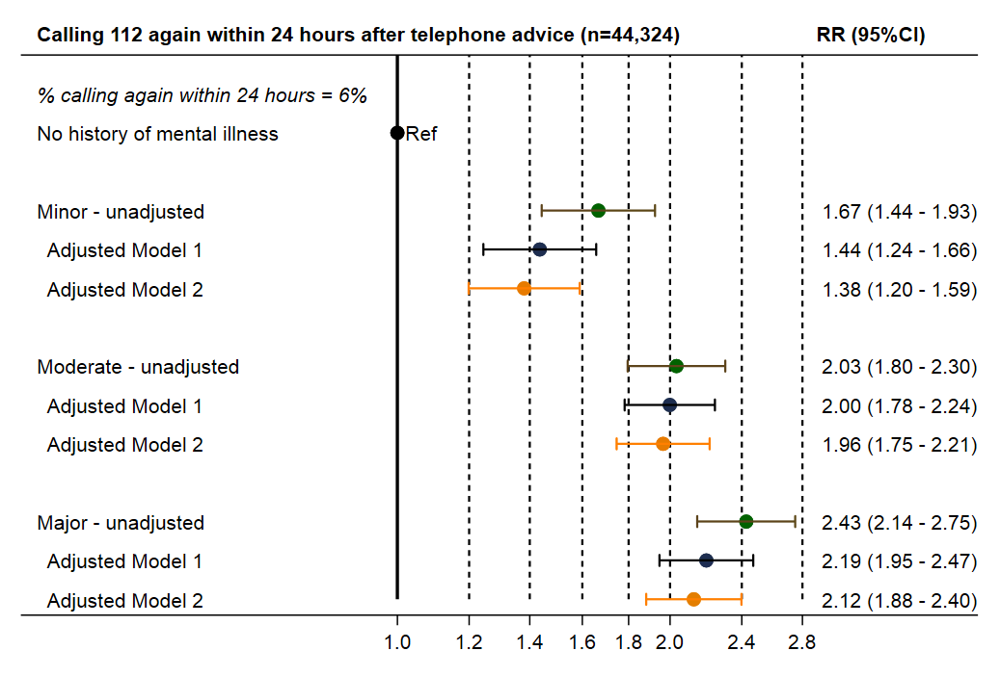 Calling 112 again within 24 hours after telephone advice (n=44,324) RR (95%CI)
% calling again within 24 hours = 6%
No history of mental illness Ref
Minor - unadjusted 1.67 (1.44 - 1.93)
Adjusted Model 1 1.44 (1.24 - 1.66)
Adjusted Model 2 1.38 (1.20 - 1.59)
Moderate - unadjusted 2.03 (1.80 - 2.30)
Adjusted Model 1 2.00 (1.78 - 2.24)
Adjusted Model 2 1.96 (1.75 - 2.21)
Major - unadjusted 2.43 (2.14 - 2.75)
Adjusted Model 1 2.19 (1.95 - 2.47)
Adjusted Model 2 2.12 (1.88 - 2.40)
1.0 1.2 1.4 1.6 1.8 2.0 2.4 2.8